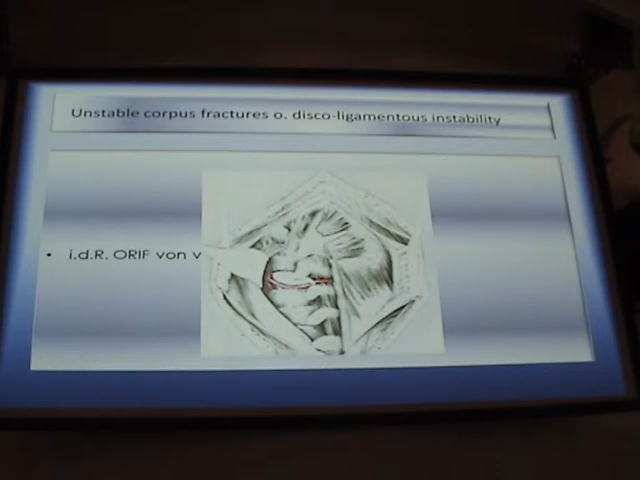 Unstable corpus fractures o. disco-ligamentous instability
• i.d.R. ORIF von v